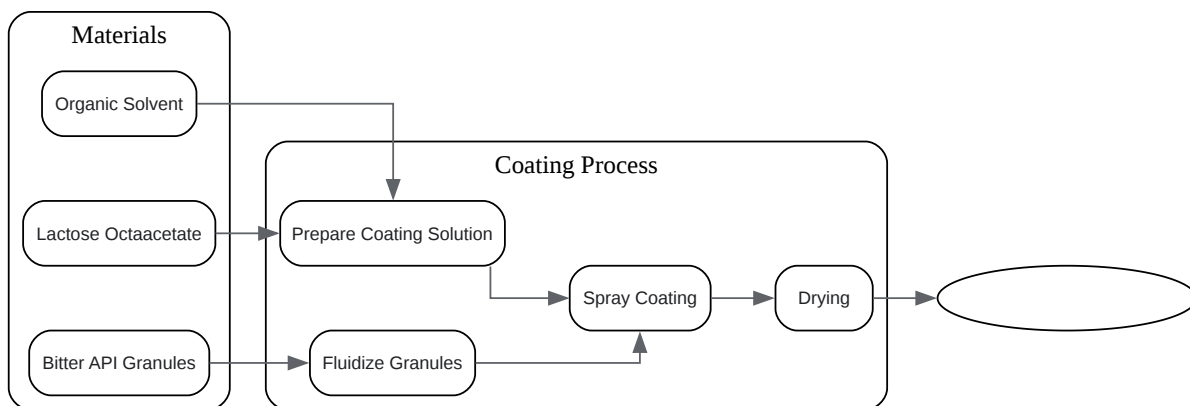 Materials
Organic Solvent
Coating Process
Lactose Octaacetate
Prepare Coating Solution
Spray Coating
Drying
Bitter API Granules
Fluidize Granules